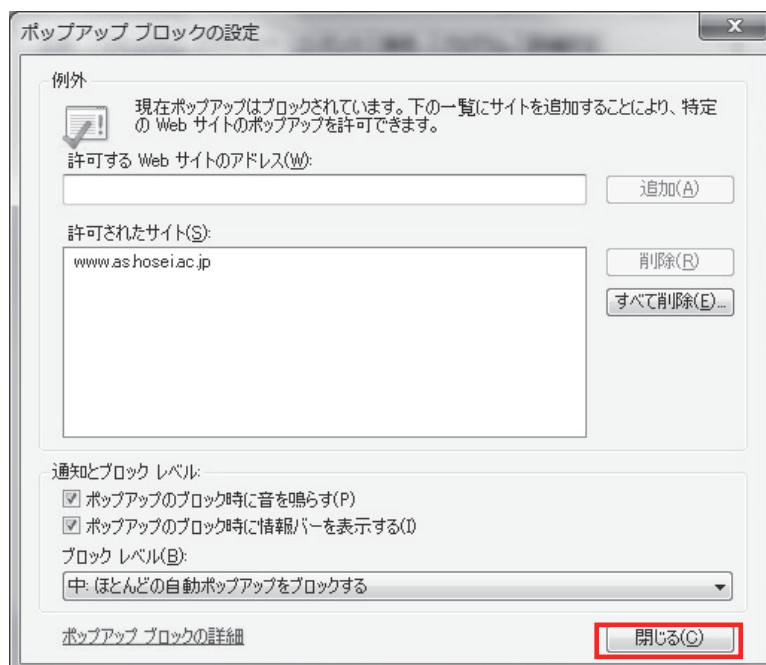 ポップアップ ブロックの設定
例外
現在ポップアップはブロックされています。下の一覧にサイトを追加することにより、特定
の Web サイトのポップアップを許可できます。
許可する Web サイトのアドレス(W):
追加(A)
許可されたサイト(S):
www.as.hosei.ac.jp
削除(R)
すべて削除(E)...
通知とブロック レベル:
ポップアップのブロック時に音を鳴らす(P)
ポップアップのブロック時に情報バーを表示する(I)
ブロック レベル(B):
中: ほとんどの自動ポップアップをブロックする
ポップアップ ブロックの詳細
閉じる(C)